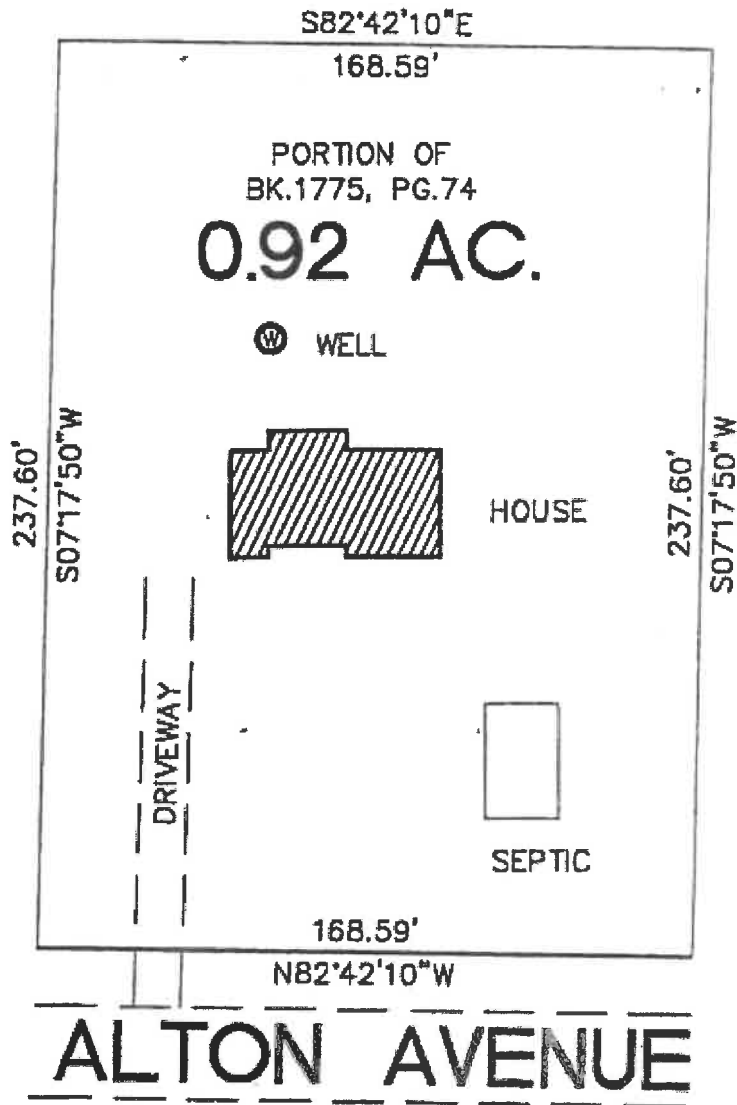 S82°42'10"E
168.59'
PORTION OF
BK.1775, PG.74
0.92 AC.
W WELL
237.60'
S07°17'50"W
HOUSE
237.60'
S07°17'50"W
DRIVEWAY
SEPTIC
168.59'
N82°42'10"W
ALTON AVENUE